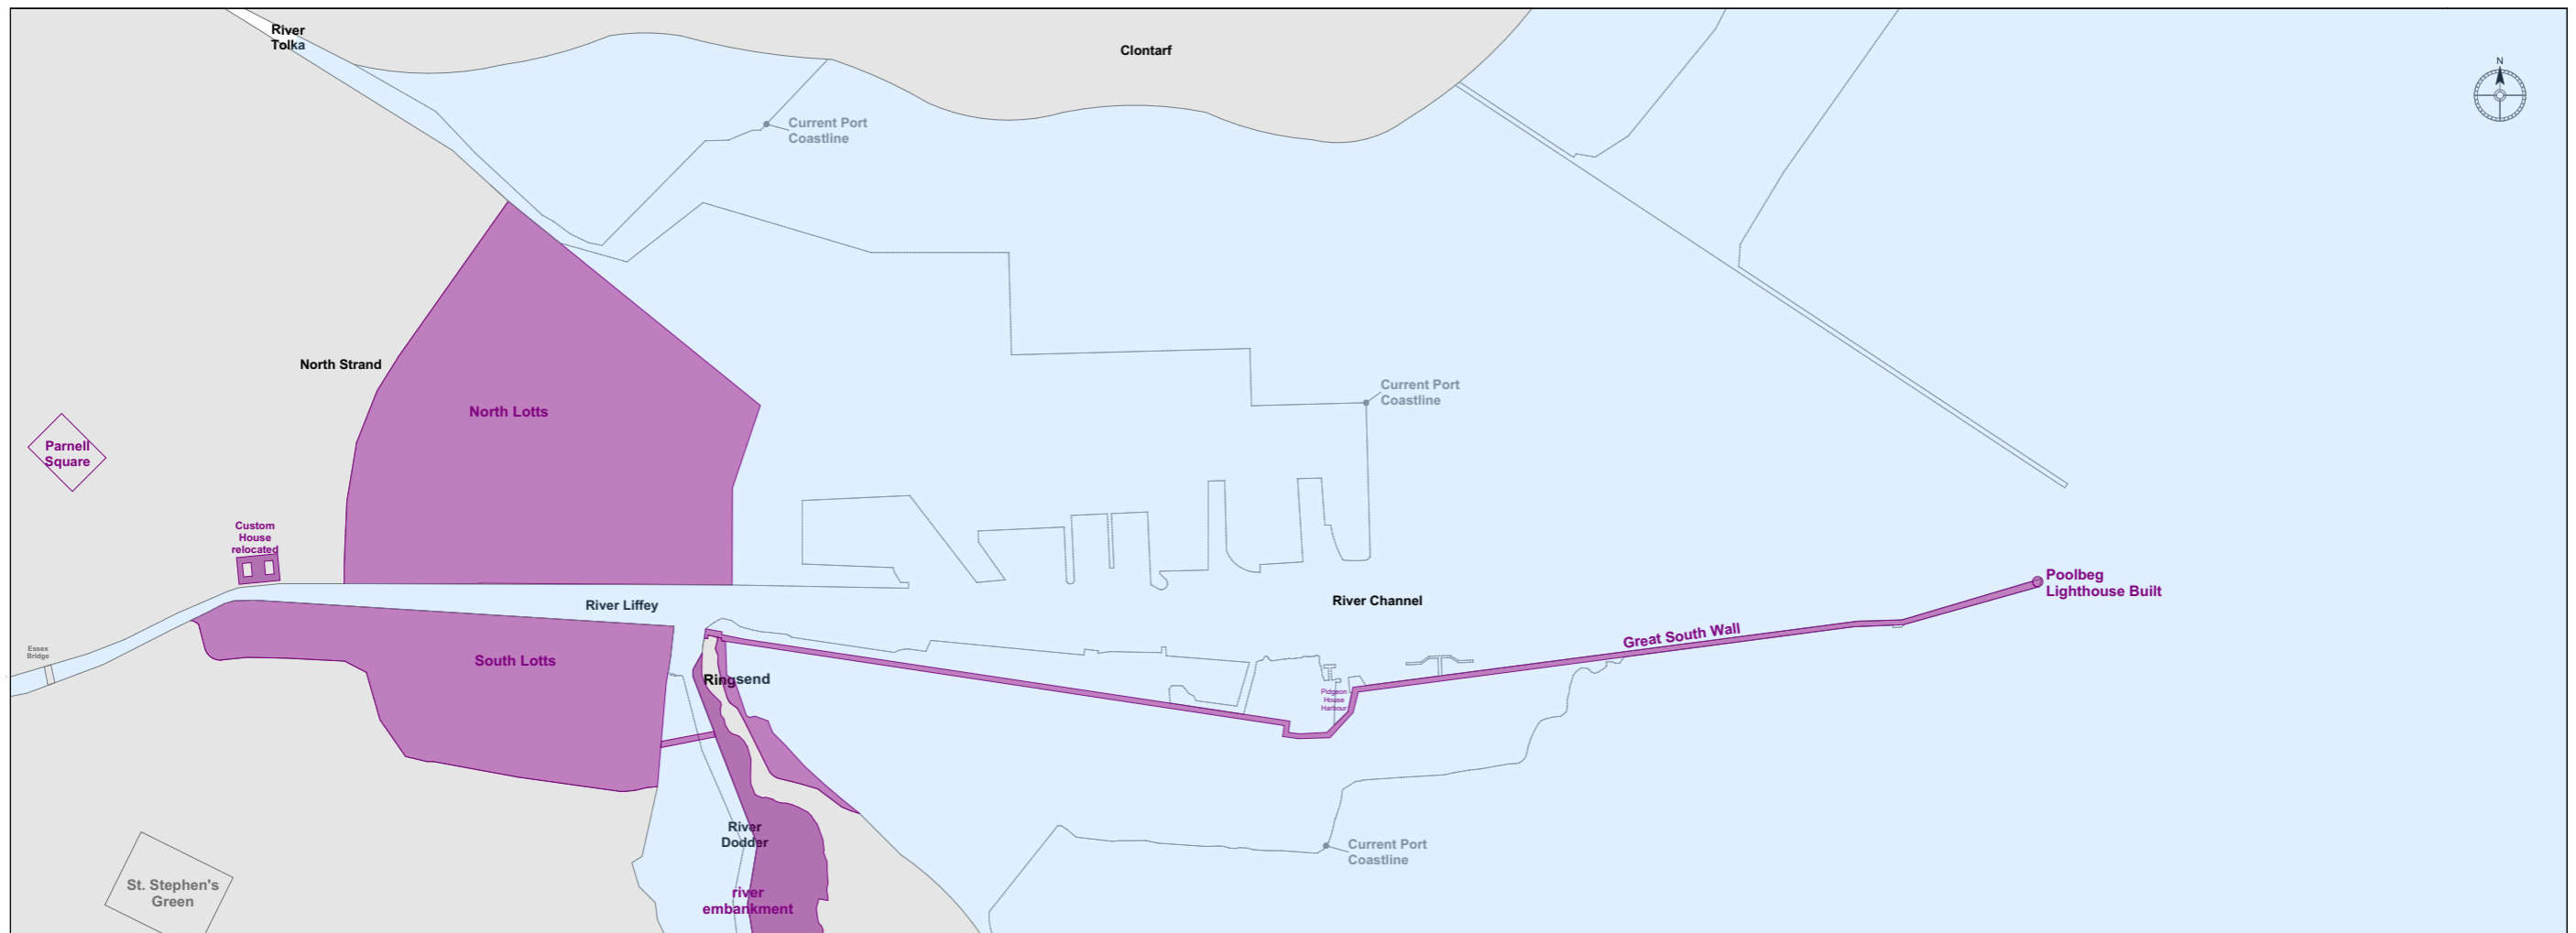 River
Tolka
Clontarf
N
Current Port
Coastline
North Strand
North Lotts
Current Port
Coastline
Parnell
Square
Custom
House
relocated
River Liffey
River Channel
Poolbeg
Lighthouse Built
Great South Wall
Essex
Bridge
South Lotts
Ringsend
Pidgeon
House
Harbour
River
Dodder
Current Port
Coastline
St. Stephen's
Green
river
embankment